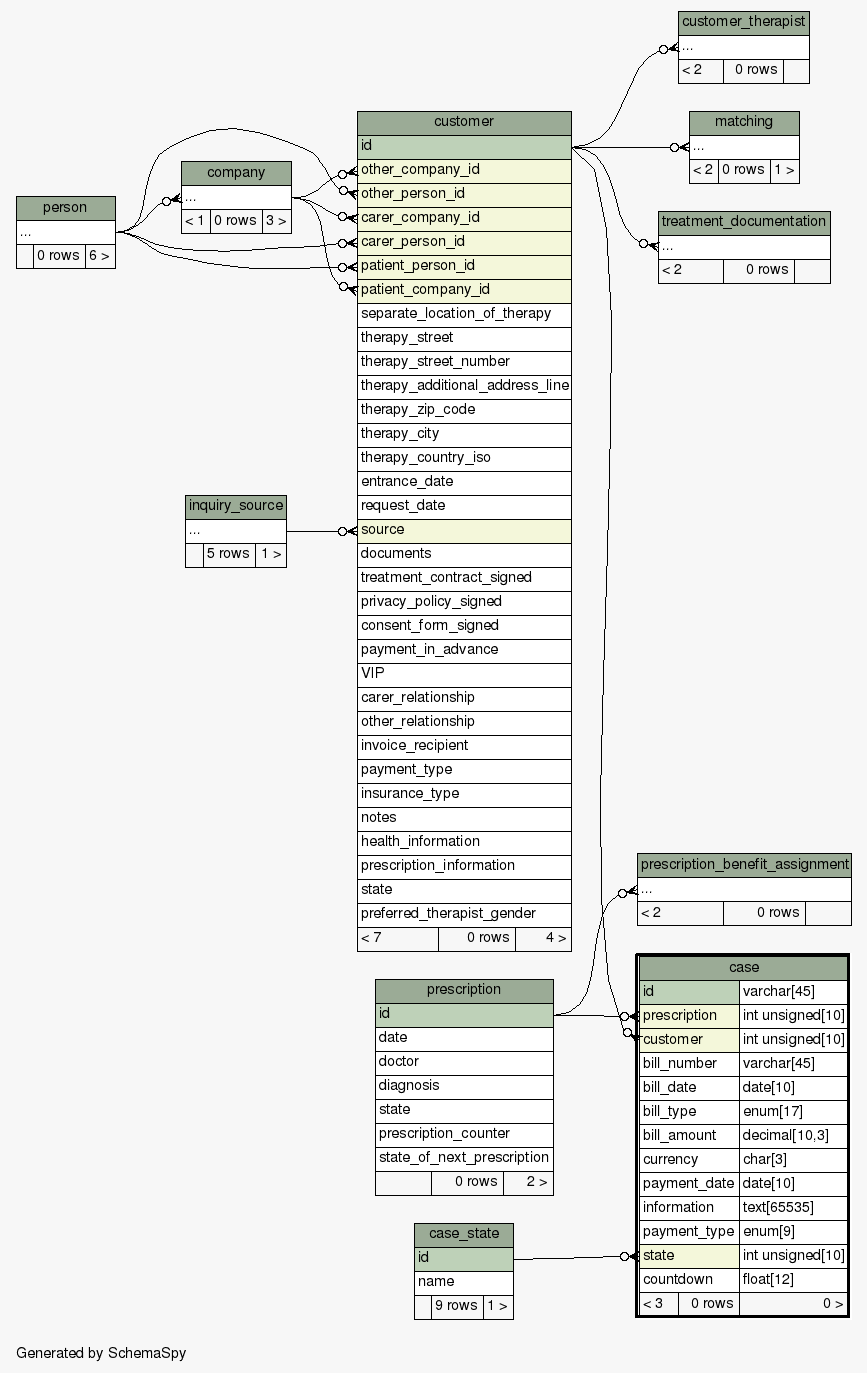 customer_therapist
...
< 2 0 rows
customer
id
other_company_id
other_person_id
carer_company_id
carer_person_id
patient_person_id
patient_company_id
separate_location_of_therapy
therapy_street
therapy_street_number
therapy_additional_address_line
therapy_zip_code
therapy_city
therapy_country_iso
entrance_date
request_date
source
documents
treatment_contract_signed
privacy_policy_signed
consent_form_signed
payment_in_advance
VIP
carer_relationship
other_relationship
invoice_recipient
payment_type
insurance_type
notes
health_information
prescription_information
state
preferred_therapist_gender
< 7 0 rows 4 >
matching
...
< 2 0 rows 1 >
company
...
< 1 0 rows 3 >
person
...
0 rows 6 >
treatment_documentation
...
< 2 0 rows
inquiry_source
...
5 rows 1 >
prescription_benefit_assignment
...
< 2 0 rows
prescription
id
date
doctor
diagnosis
state
prescription_counter
state_of_next_prescription
0 rows 2 >
case
id varchar[45]
prescription int unsigned[10]
customer int unsigned[10]
bill_number varchar[45]
bill_date date[10]
bill_type enum[17]
bill_amount decimal[10,3]
currency char[3]
payment_date date[10]
information text[65535]
payment_type enum[9]
state int unsigned[10]
countdown float[12]
< 3 0 rows 0 >
case_state
id
name
9 rows 1 >
Generated by SchemaSpy